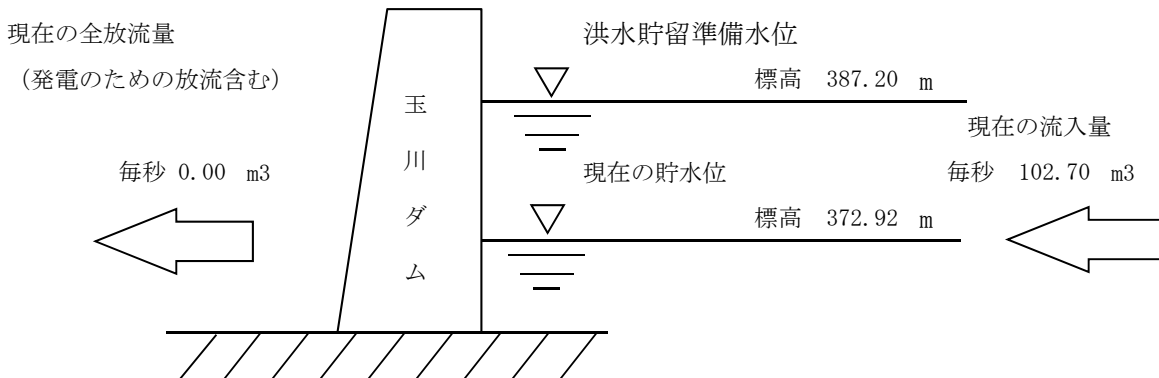 現在の全放流量
（発電のための放流含む）
毎秒 0.00 m3
玉川ダム
洪水貯留準備水位
標高 387.20 m
現在の貯水位
標高 372.92 m
現在の流入量
毎秒 102.70 m3